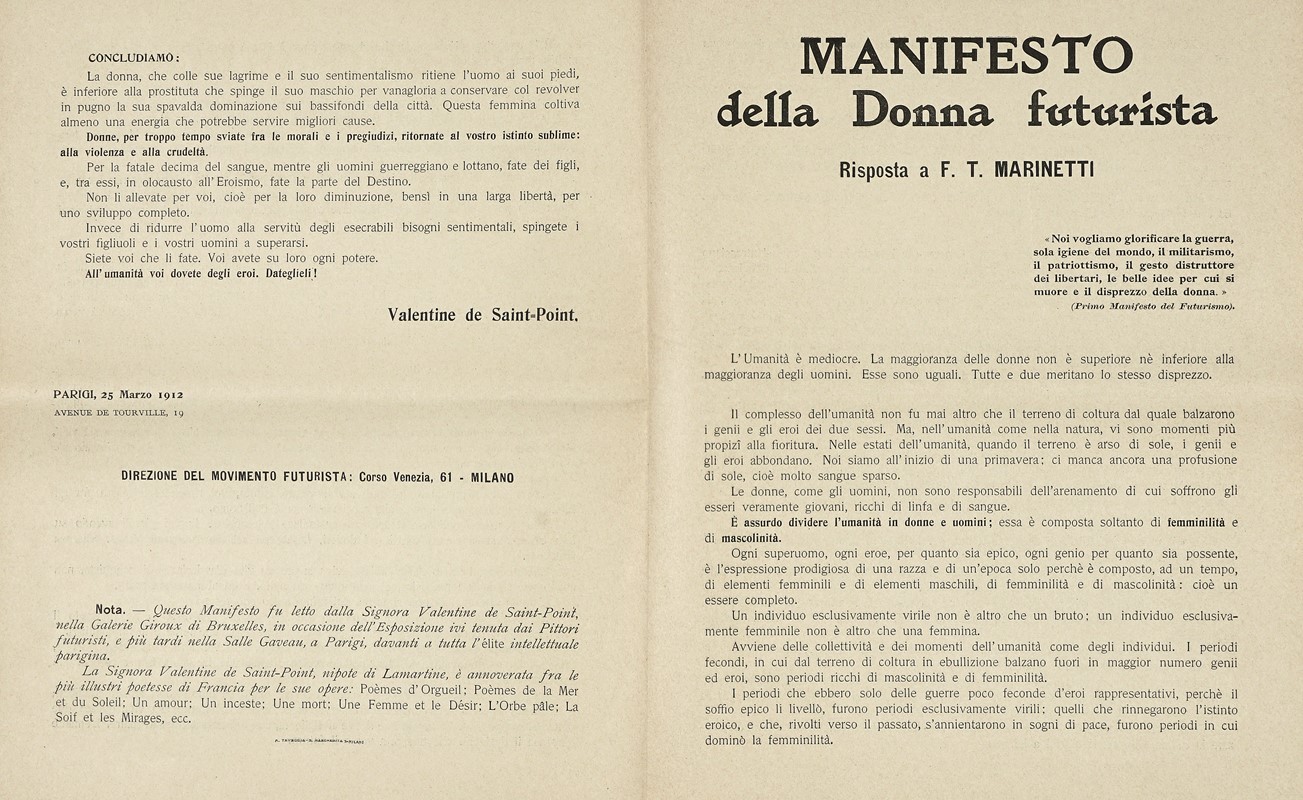 CONCLUDIAMO:
La donna, che colle sue lagrime e il suo sentimentalismo ritiene l'uomo ai suoi piedi,
è inferiore alla prostituta che spinge il suo maschio per vanagloria a conservare col revolver
in pugno la sua spavalda dominazione sui bassifondi della città. Questa femmina coltiva
almeno una energia che potrebbe servire migliori cause.
Donne, per troppo tempo sviate fra le morali e i pregiudizi, ritornate al vostro istinto sublime:
alla violenza e alla crudeltà.
Per la fatale decima del sangue, mentre gli uomini guerreggiano e lottano, fate dei figli,
e, tra essi, in olocausto all'Eroismo, fate la parte del Destino.
Non li allevate per voi, cioè per la loro diminuzione, bensì in una larga libertà, per
uno sviluppo completo.
Invece di ridurre l'uomo alla servitù degli esecrabili bisogni sentimentali, spingete i
vostri figliuoli e i vostri uomini a superarsi.
Siete voi che li fate. Voi avete su loro ogni potere.
All'umanità voi dovete degli eroi. Dateglieli!
Valentine de Saint-Point.
PARIGI, 25 Marzo 1912
AVENUE DE TOURVILLE, 19
DIREZIONE DEL MOVIMENTO FUTURISTA: Corso Venezia, 61 - MILANO
Nota. — Questo Manifesto fu letto dalla Signora Valentine de Saint-Point,
nella Galerie Giroux di Bruxelles, in occasione dell'Esposizione ivi tenuta dai Pittori
futuristi, e più tardi nella Salle Gaveau, a Parigi, davanti a tutta l'élite intellettuale
parigina.
La Signora Valentine de Saint-Point, nipote di Lamartine, è annoverata fra le
più illustri poetesse di Francia per le sue opere: Poèmes d'Orgueil; Poèmes de la Mer
et du Soleil; Un amour; Un inceste; Une mort; Une Femme et le Désir; L'Orbe pâle; La
Soif et les Mirages, ecc.
MANIFESTO
della Donna futurista
Risposta a F. T. MARINETTI
« Noi vogliamo glorificare la guerra,
sola igiene del mondo, il militarismo,
il patriottismo, il gesto distruttore
dei libertari, le belle idee per cui si
muore e il disprezzo della donna. »
(Primo Manifesto del Futurismo).
L'Umanità è mediocre. La maggioranza delle donne non è superiore nè inferiore alla
maggioranza degli uomini. Esse sono uguali. Tutte e due meritano lo stesso disprezzo.
Il complesso dell'umanità non fu mai altro che il terreno di coltura dal quale balzarono
i genii e gli eroi dei due sessi. Ma, nell'umanità come nella natura, vi sono momenti più
propizî alla fioritura. Nelle estati dell'umanità, quando il terreno è arso di sole, i genii e
gli eroi abbondano. Noi siamo all'inizio di una primavera; ci manca ancora una profusione
di sole, cioè molto sangue sparso.
Le donne, come gli uomini, non sono responsabili dell'arenamento di cui soffrono gli
esseri veramente giovani, ricchi di linfa e di sangue.
È assurdo dividere l'umanità in donne e uomini; essa è composta soltanto di femminilità e
di mascolinità.
Ogni superuomo, ogni eroe, per quanto sia epico, ogni genio per quanto sia possente,
è l'espressione prodigiosa di una razza e di un'epoca solo perchè è composto, ad un tempo,
di elementi femminili e di elementi maschili, di femminilità e di mascolinità: cioè un
essere completo.
Un individuo esclusivamente virile non è altro che un bruto; un individuo esclusiva-
mente femminile non è altro che una femmina.
Avviene delle collettività e dei momenti dell'umanità come degli individui. I periodi
fecondi, in cui dal terreno di coltura in ebullizione balzano fuori in maggior numero genii
ed eroi, sono periodi ricchi di mascolinità e di femminilità.
I periodi che ebbero solo delle guerre poco feconde d'eroi rappresentativi, perchè il
soffio epico li livellò, furono periodi esclusivamente virili; quelli che rinnegarono l'istinto
eroico, e che, rivolti verso il passato, s'annientarono in sogni di pace, furono periodi in cui
dominò la femminilità.